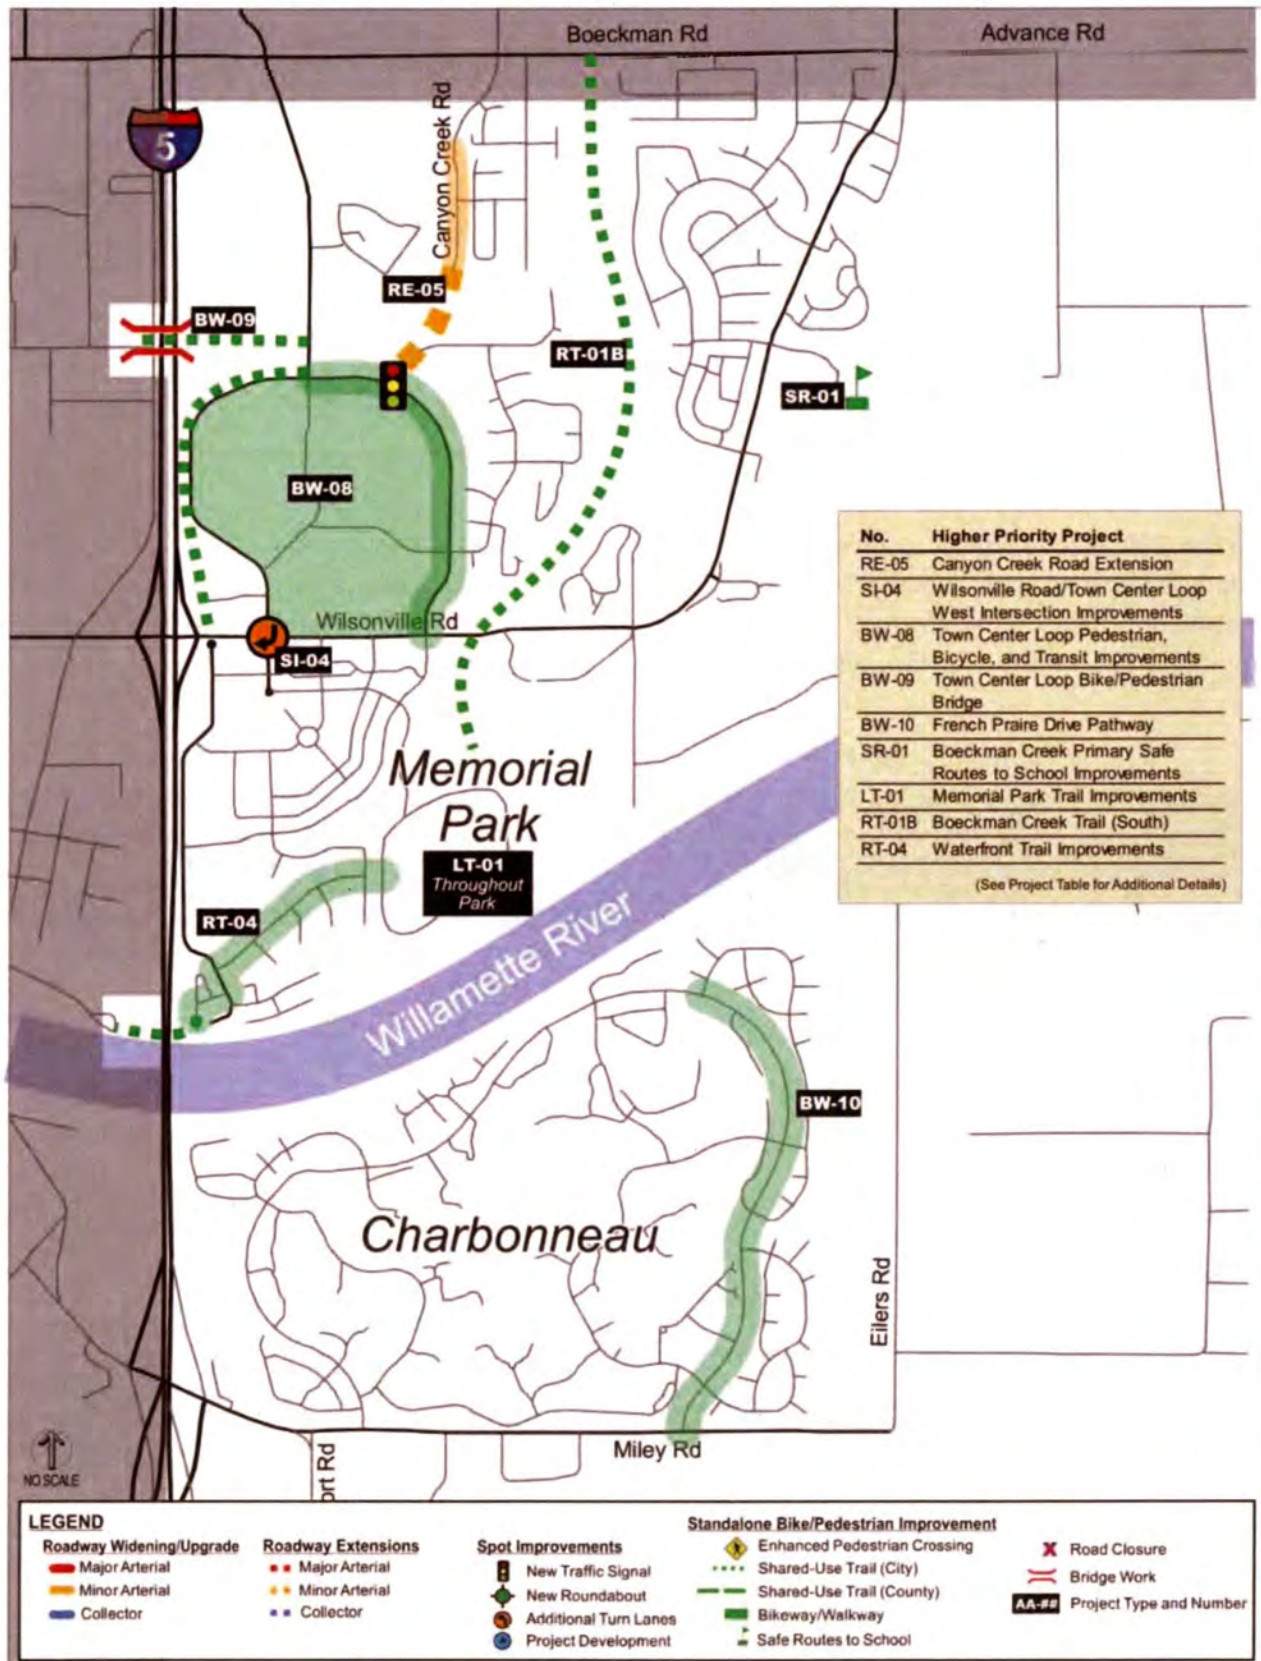 Boeckman Rd
Advance Rd
5
Canyon Creek Rd
RE-05
BW-09
RT-01B
SR-01
BW-08
Wilsonville Rd
SI-04
No. Higher Priority Project
RE-05 Canyon Creek Road Extension
SI-04 Wilsonville Road/Town Center Loop
West Intersection Improvements
BW-08 Town Center Loop Pedestrian,
Bicycle, and Transit Improvements
BW-09 Town Center Loop Bike/Pedestrian
Bridge
BW-10 French Praire Drive Pathway
SR-01 Boeckman Creek Primary Safe
Routes to School Improvements
LT-01 Memorial Park Trail Improvements
RT-01B Boeckman Creek Trail (South)
RT-04 Waterfront Trail Improvements
(See Project Table for Additional Details)
Memorial
Park
LT-01
Throughout
Park
RT-04
Willamette River
BW-10
Charbonneau
Eilers Rd
Miley Rd
ort Rd
NO SCALE
LEGEND
Roadway Widening/Upgrade
Major Arterial
Minor Arterial
Collector
Roadway Extensions
Major Arterial
Minor Arterial
Collector
Spot Improvements
New Traffic Signal
New Roundabout
Additional Turn Lanes
Project Development
Standalone Bike/Pedestrian Improvement
Enhanced Pedestrian Crossing
Shared-Use Trail (City)
Shared-Use Trail (County)
Bikeway/Walkway
Safe Routes to School
Road Closure
Bridge Work
AA-## Project Type and Number